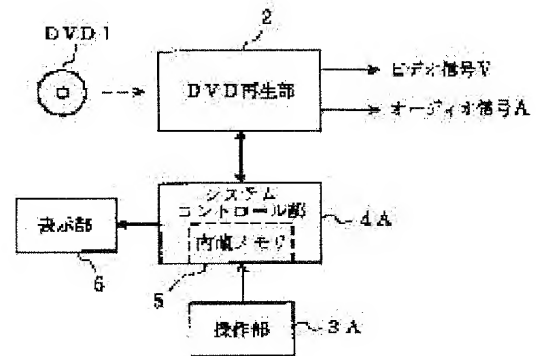 DVD1
2
DVD再生部
ビデオ信号V
オーディオ信号A
システム
コントロール部
4A
内蔵メモリ
表示部
6
5
操作部
3A